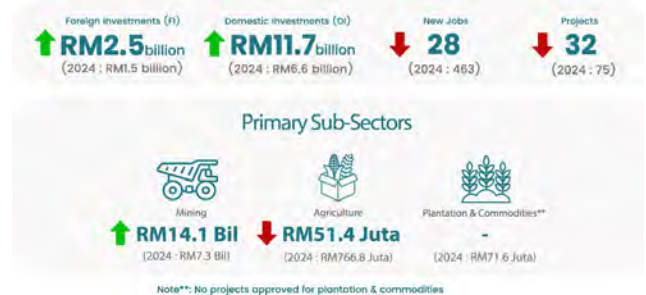 Foreign Investments (FI)
Domestic Investments (DI)
New Jobs
Projects
RM2.5billion
RM11.7billion
28
32
(2024 : RM1.5 billion)
(2024 : RM6.6 billion)
(2024 : 463)
(2024 : 75)
Primary Sub-Sectors
Mining
Agriculture
Plantation & Commodities**
RM14.1 Bil
RM51.4 Juta
-
(2024 : RM7.3 Bil)
(2024 : RM766.8 Juta)
(2024 : RM71.6 Juta)
Note**: No projects approved for plantation & commodities